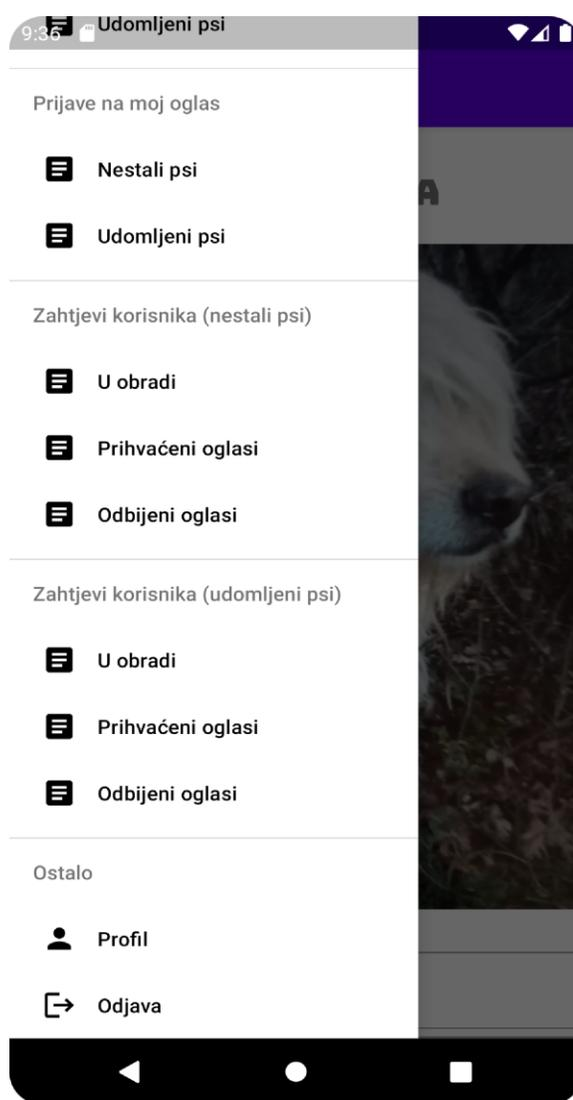 Udomljeni psi
9:36
Prijave na moj oglas
Nestali psi
Udomljeni psi
A
Zahtjevi korisnika (nestali psi)
U obradi
Prihvaćeni oglasi
Odbijeni oglasi
Zahtjevi korisnika (udomljeni psi)
U obradi
Prihvaćeni oglasi
Odbijeni oglasi
Ostalo
Profil
Odjava